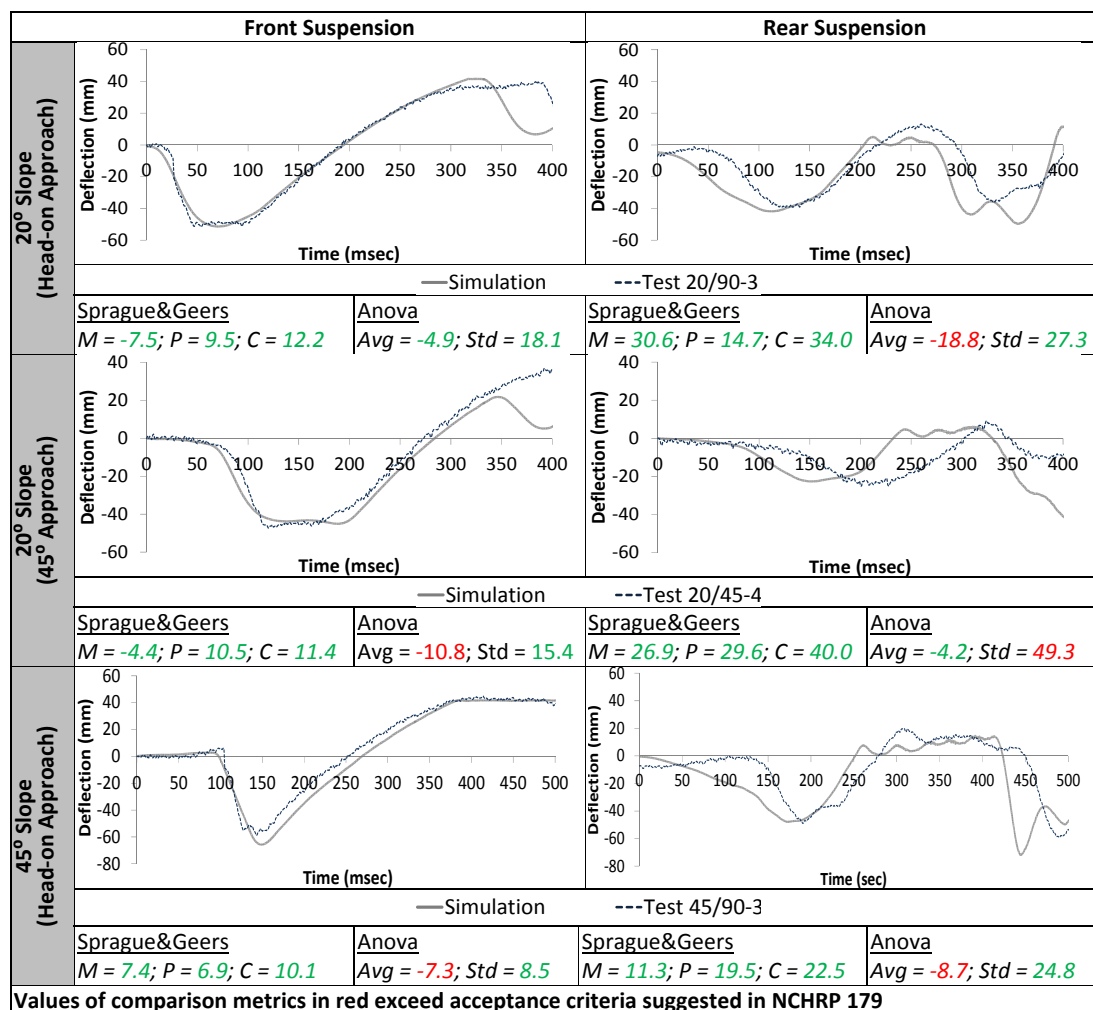 Front Suspension
Rear Suspension
20° Slope
(Head-on Approach)
Deflection (mm)
60
40
20
0
-20
-40
-60
0 50 100 150 200 250 300 350 400
Time (msec)
Deflection (mm)
60
40
20
0
-20
-40
-60
0 50 100 150 200 250 300 350 400
Time (msec)
Simulation
Test 20/90-3
Sprague&Geers
M = -7.5; P = 9.5; C = 12.2
Anova
Avg = -4.9; Std = 18.1
Sprague&Geers
M = 30.6; P = 14.7; C = 34.0
Anova
Avg = -18.8; Std = 27.3
20° Slope
(45° Approach)
Deflection (mm)
40
20
0
-20
-40
-60
0 50 100 150 200 250 300 350 400
Time (msec)
Deflection (mm)
40
20
0
-20
-40
-60
0 50 100 150 200 250 300 350 400
Time (msec)
Simulation
Test 20/45-4
Sprague&Geers
M = -4.4; P = 10.5; C = 11.4
Anova
Avg = -10.8; Std = 15.4
Sprague&Geers
M = 26.9; P = 29.6; C = 40.0
Anova
Avg = -4.2; Std = 49.3
45° Slope
(Head-on Approach)
Deflection (mm)
60
40
20
0
-20
-40
-60
-80
0 50 100 150 200 250 300 350 400 450 500
Time (msec)
Deflection (mm)
60
40
20
0
-20
-40
-60
-80
0 50 100 150 200 250 300 350 400 450 500
Time (sec)
Simulation
Test 45/90-3
Sprague&Geers
M = 7.4; P = 6.9; C = 10.1
Anova
Avg = -7.3; Std = 8.5
Sprague&Geers
M = 11.3; P = 19.5; C = 22.5
Anova
Avg = -8.7; Std = 24.8
Values of comparison metrics in red exceed acceptance criteria suggested in NCHRP 179